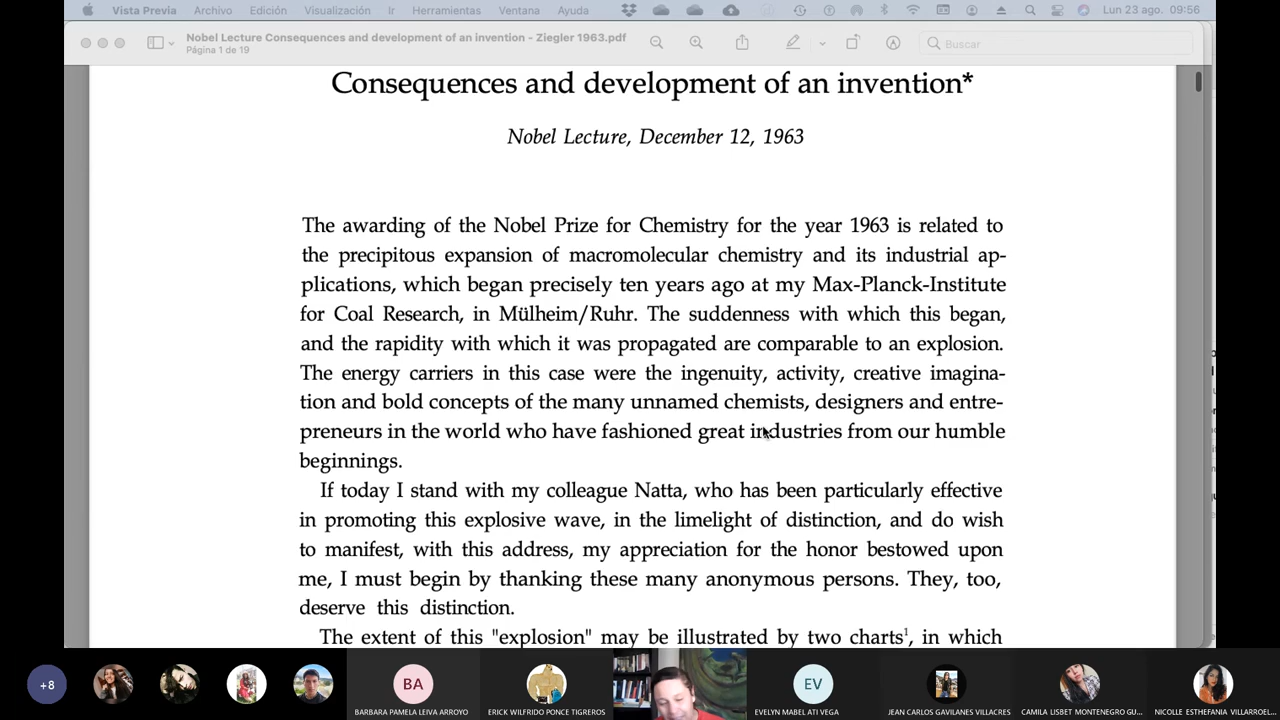 Vista Previa Archivo Edición Visualización Ir Herramientas Ventana Ayuda Lun 23 ago. 09:56
Nobel Lecture Consequences and development of an invention - Ziegler 1963.pdf
Página 1 de 19
Buscar
Consequences and development of an invention*
Nobel Lecture, December 12, 1963
The awarding of the Nobel Prize for Chemistry for the year 1963 is related to
the precipitous expansion of macromolecular chemistry and its industrial ap-
plications, which began precisely ten years ago at my Max-Planck-Institute
for Coal Research, in Mülheim/Ruhr. The suddenness with which this began,
and the rapidity with which it was propagated are comparable to an explosion.
The energy carriers in this case were the ingenuity, activity, creative imagina-
tion and bold concepts of the many unnamed chemists, designers and entre-
preneurs in the world who have fashioned great industries from our humble
beginnings.
If today I stand with my colleague Natta, who has been particularly effective
in promoting this explosive wave, in the limelight of distinction, and do wish
to manifest, with this address, my appreciation for the honor bestowed upon
me, I must begin by thanking these many anonymous persons. They, too,
deserve this distinction.
The extent of this "explosion" may be illustrated by two charts¹, in which
+8 BA EV
BARBARA PAMELA LEIVA ARROYO ERICK WILFRIDO PONCE TIGREROS EVELYN MABEL ATI VEGA JEAN CARLOS GAVILANES VILLACRES CAMILA LISBET MONTENEGRO GU... NICOLLE ESTHEFANIA VILLARROEL...